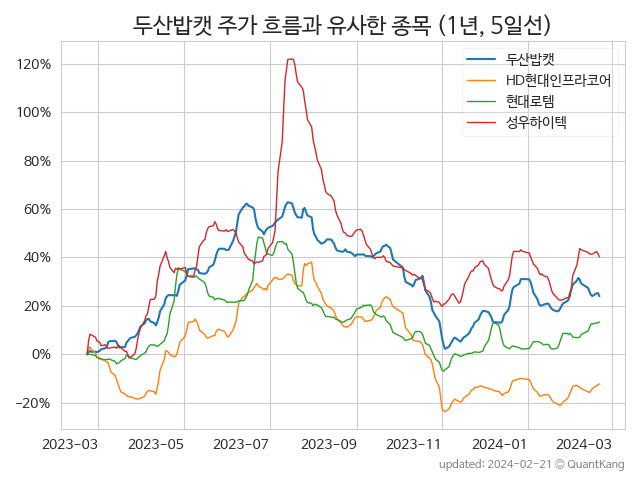 두산밥캣 주가 흐름과 유사한 종목 (1년, 5일선)
120%
100%
80%
60%
40%
20%
0%
−20%
두산밥캣
HD현대인프라코어
현대로템
성우하이텍
2023−03
2023−05
2023−07
2023−09
2023−11
2024−01
2024−03
updated: 2024−02−21 © QuantKang